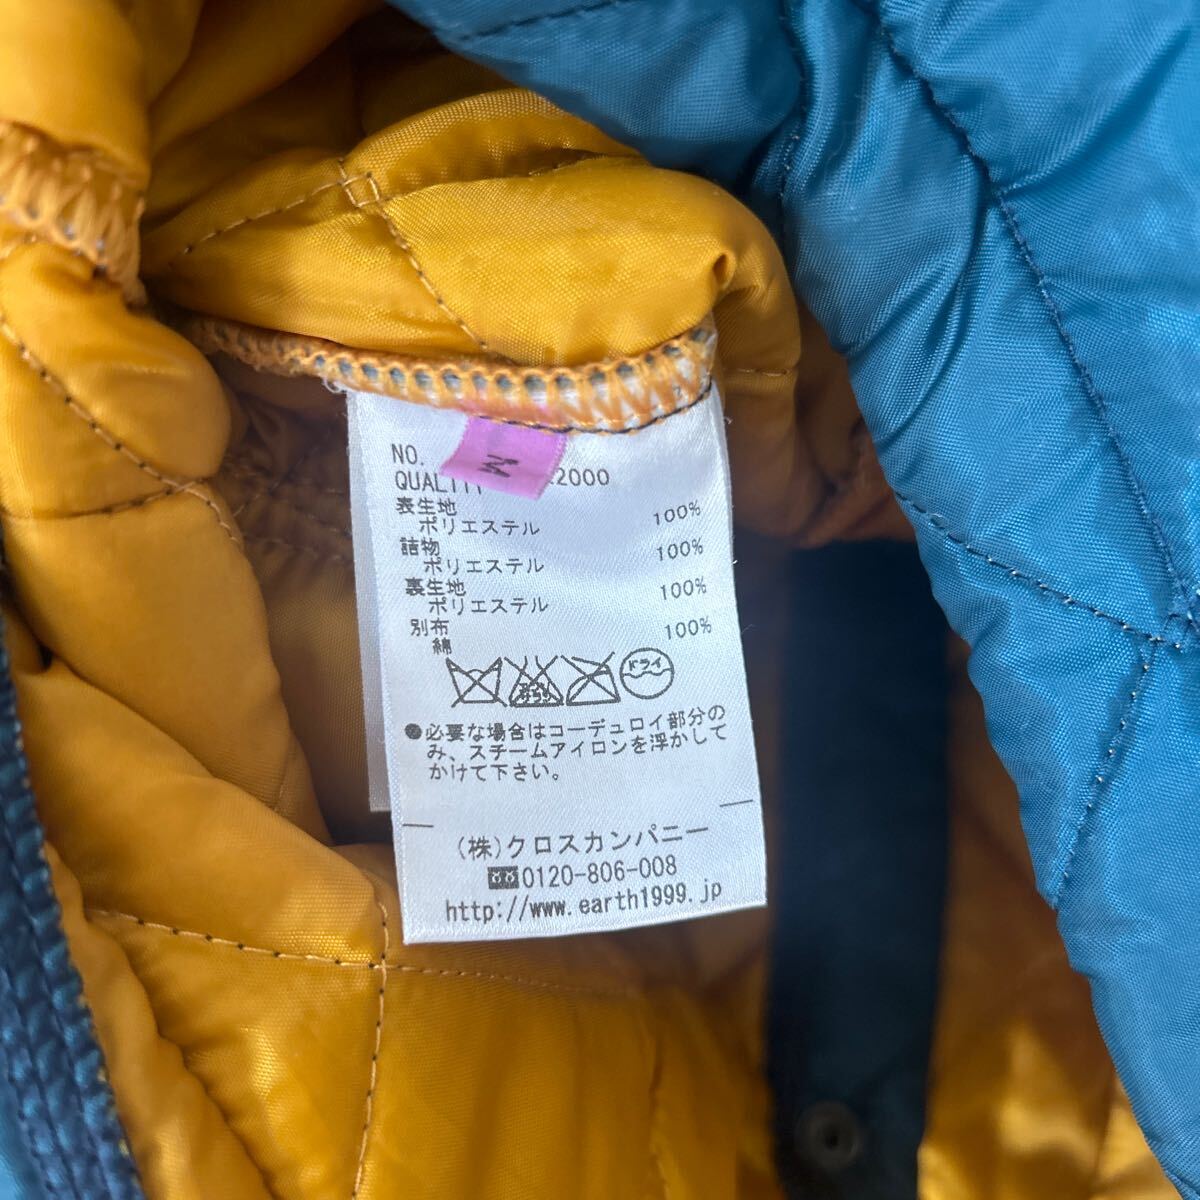 NO.
M
2000
表生地
ポリエステル 100%
詰物
ポリエステル 100%
裏生地
ポリエステル 100%
別布
綿 100%
ドライ
●必要な場合はコーデュロイ部分の
み、スチームアイロンを浮かして
かけて下さい。
(株)クロスカンパニー
0120-806-008
http://www.earth1999.jp